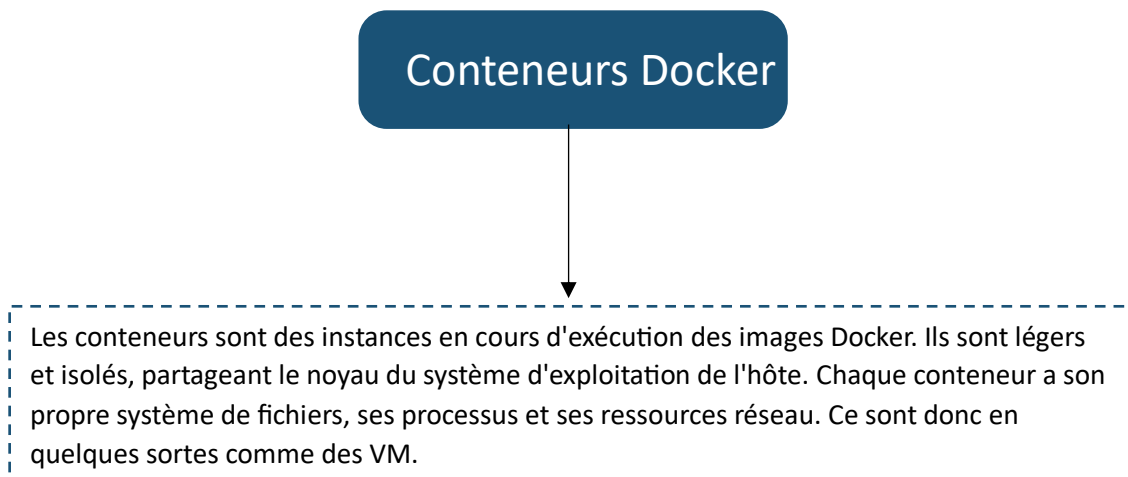 Conteneurs Docker
Les conteneurs sont des instances en cours d'exécution des images Docker. Ils sont légers
et isolés, partageant le noyau du système d'exploitation de l'hôte. Chaque conteneur a son
propre système de fichiers, ses processus et ses ressources réseau. Ce sont donc en
quelques sortes comme des VM.